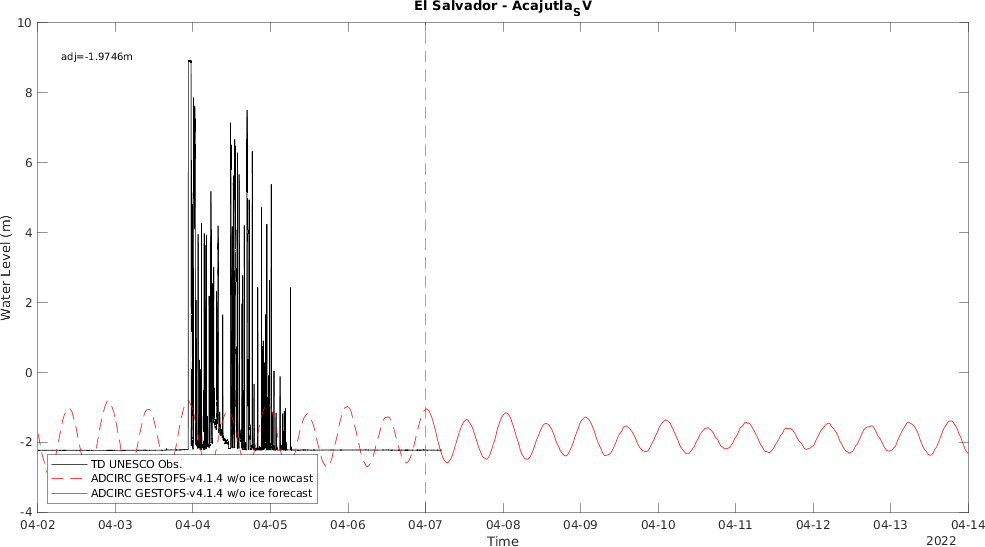 El Salvador - Acajutla_SV
adj=-1.9746m
10
8
6
4
2
0
-2
-4
Water Level (m)
TD UNESCO Obs.
ADCIRC GESTOFS-v4.1.4 w/o ice nowcast
ADCIRC GESTOFS-v4.1.4 w/o ice forecast
04-02 04-03 04-04 04-05 04-06 04-07 04-08 04-09 04-10 04-11 04-12 04-13 04-14
Time
2022